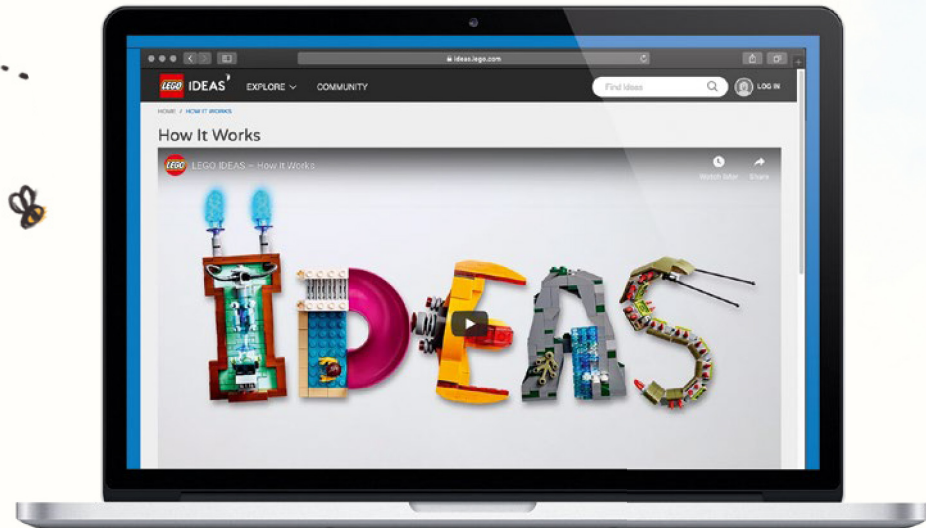 ideas.lego.com
LEGO IDEAS EXPLORE COMMUNITY Find Ideas LOG IN
HOME / HOW IT WORKS
How It Works
LEGO LEGO IDEAS – How It Works
Watch later Share
IDEAS